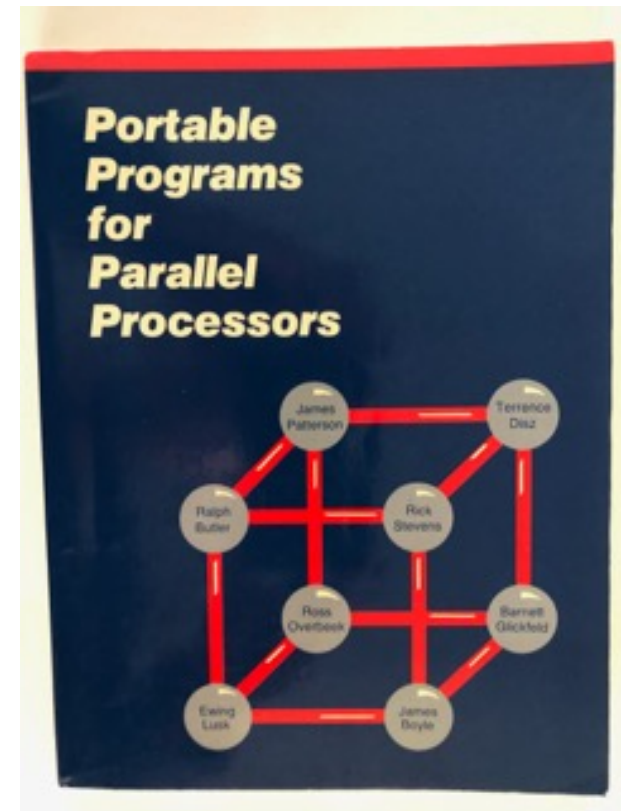 Portable
Programs
for
Parallel
Processors
James
Patterson
Terrence
Disz
Ralph
Butler
Rick
Stevens
Ross
Overbeek
Barnett
Glickfeld
Ewing
Lusk
James
Boyle